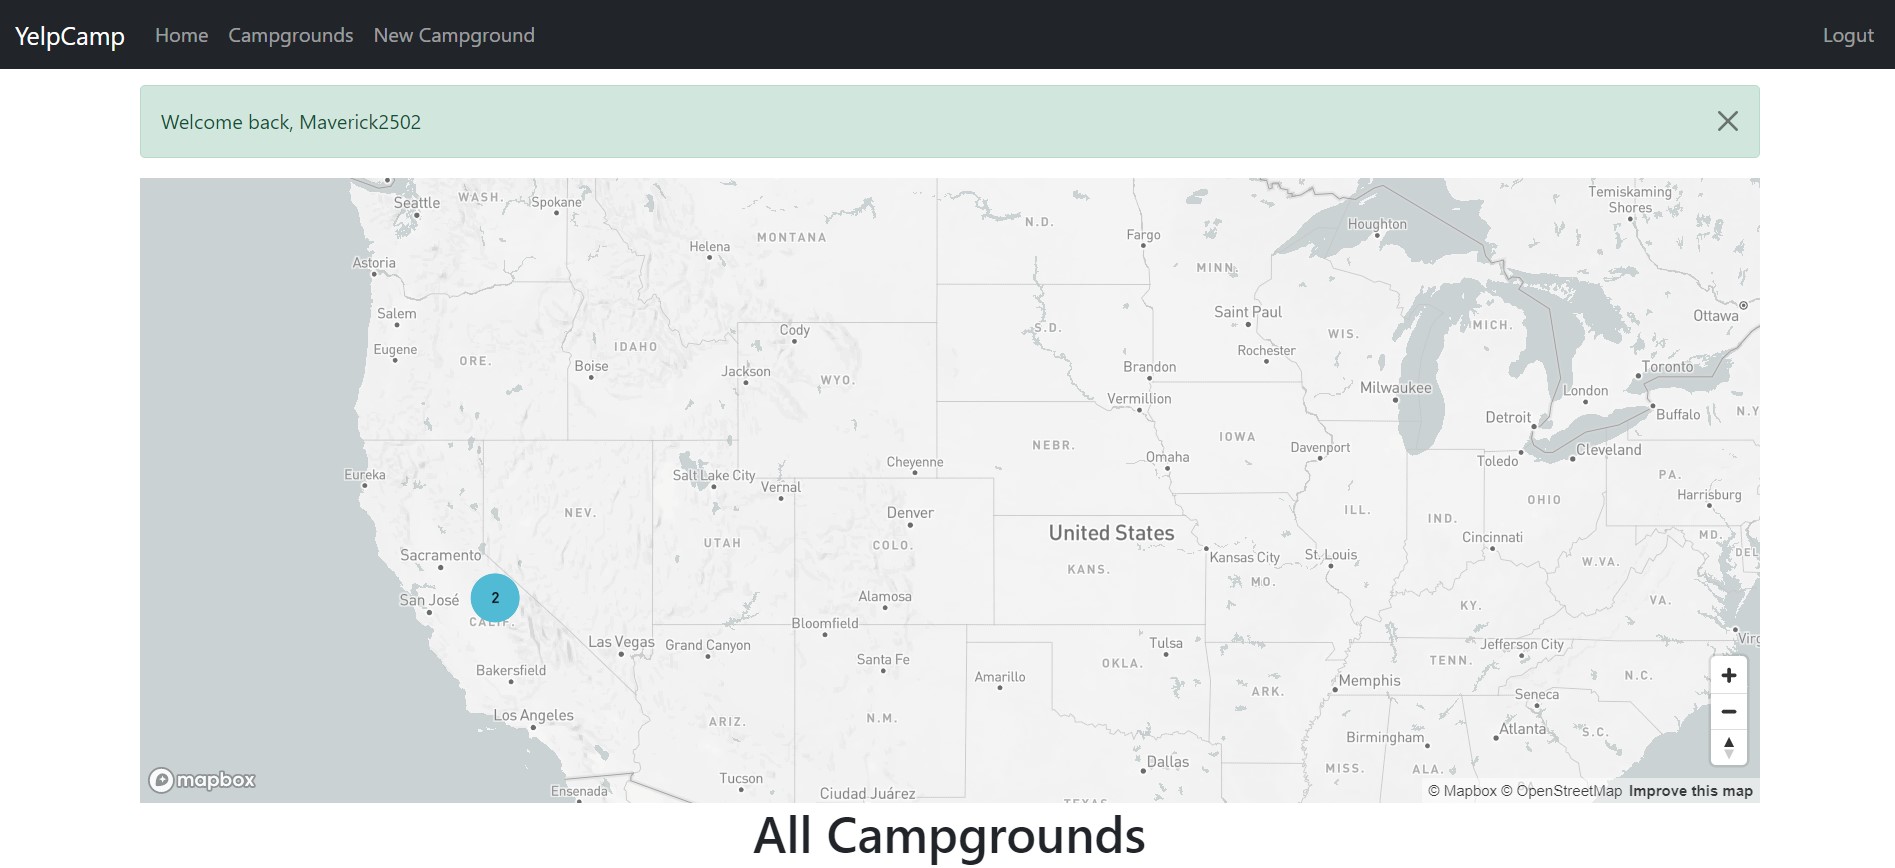 YelpCamp Home Campgrounds New Campground Logut
Welcome back, Maverick2502
Seattle
WASH.
Spokane
Temiskaming
Shores
N.D.
Houghton
Helena
MONTANA
Fargo
Astoria
MINN.
Salem
Saint Paul
Ottawa
Cody
S.D.
WIS.
MICH.
Eugene
ORE.
IDAHO
Boise
Rochester
Jackson
WYO.
Brandon
Toronto
Milwaukee
London
Vermillion
Detroit
Buffalo
N.Y
NEBR.
IOWA
Davenport
Cleveland
Omaha
Toledo
Cheyenne
Eureka
Salt Lake City
Vernal
PA.
Harrisburg
NEV.
Denver
ILL.
IND.
OHIO
United States
UTAH
COLO.
Cincinnati
MD.
DEL
Sacramento
Kansas City
St. Louis
KANS.
W.VA.
MO.
San José
2
CALIF.
Alamosa
KY.
VA.
Bloomfield
Las Vegas
Grand Canyon
Tulsa
Jefferson City
Virg
Bakersfield
Santa Fe
OKLA.
TENN.
Amarillo
Memphis
N.C.
ARK.
Seneca
Los Angeles
ARIZ.
N.M.
Atlanta
S.C.
Birmingham
Dallas
MISS.
ALA.
GA.
mapbox
Tucson
Ensenada
Ciudad Juárez
TEXAS
© Mapbox © OpenStreetMap Improve this map
All Campgrounds